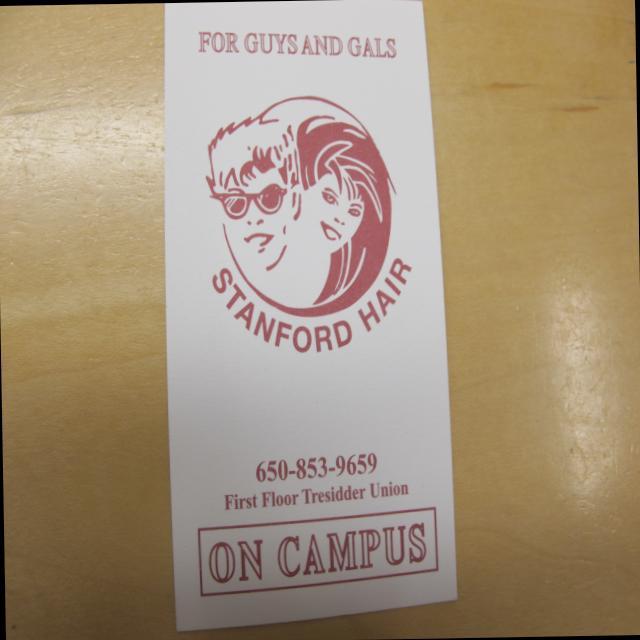 FOR GUYS AND GALS
STANFORD HAIR
650-853-9659
First Floor Tresidder Union
ON CAMPUS